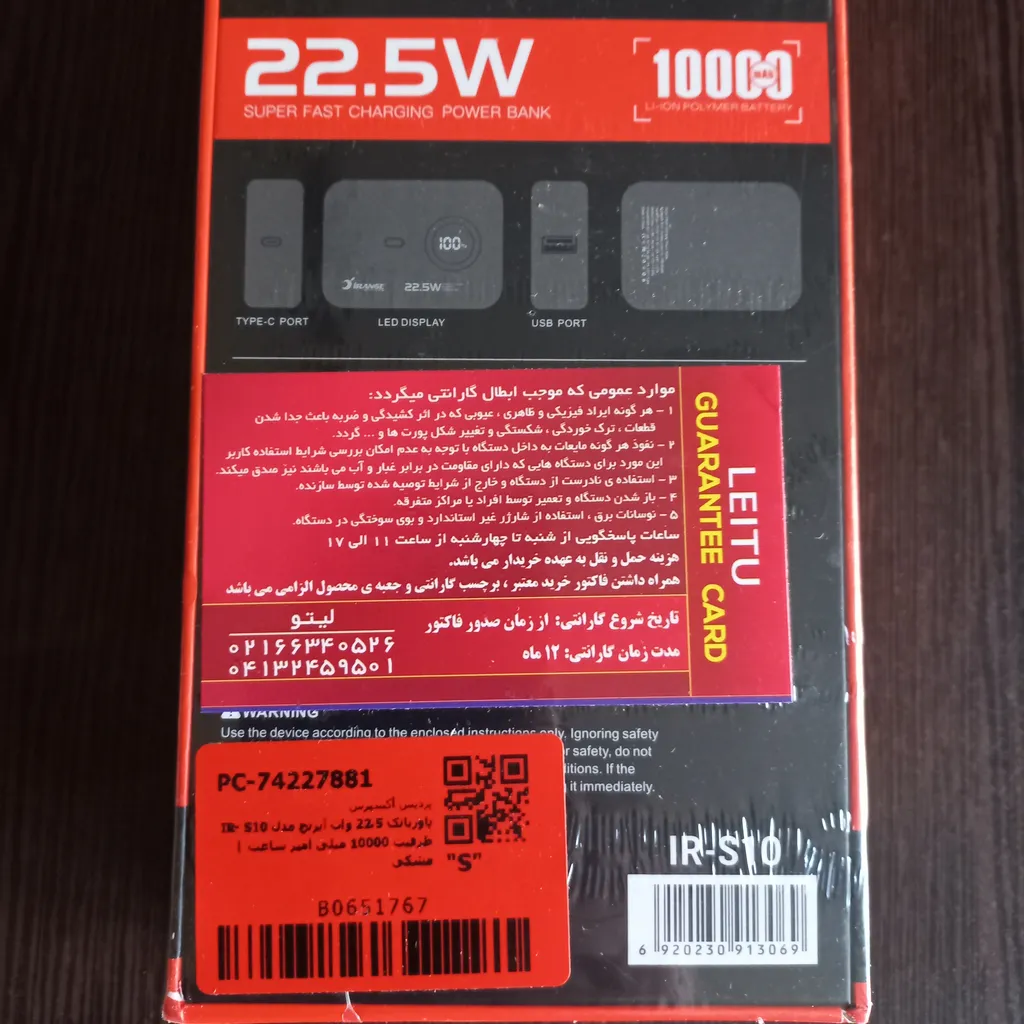 22.5W
SUPER FAST CHARGING POWER BANK
10000
mAh
LI-ION POLYMER BATTERY
100%
IRANGE
22.5W
TYPE-C PORT
LED DISPLAY
USB PORT
موارد عمومی که موجب ابطال گارانتی میگردد:
۱ - هر گونه ایراد فیزیکی و ظاهری ، عیوبی که در اثر کشیدگی و ضربه باعث جدا شدن
قطعات ، ترک خوردگی ، شکستگی و تغییر شکل پورت ها و ... گردد.
۲ - نفوذ هر گونه مایعات به داخل دستگاه با توجه به عدم امکان بررسی شرایط استفاده کاربر
این مورد برای دستگاه هایی که دارای مقاومت در برابر غبار و آب می باشند نیز صدق میکند.
۳ - استفاده ی نادرست از دستگاه و خارج از شرایط توصیه شده توسط سازنده.
۴ - باز شدن دستگاه و تعمیر توسط افراد یا مراکز متفرقه.
۵ - نوسانات برق ، استفاده از شارژر غیر استاندارد و بوی سوختگی در دستگاه.
ساعات پاسخگویی از شنبه تا چهارشنبه از ساعت ۱۱ الی ۱۷
هزینه حمل و نقل به عهده خریدار می باشد.
همراه داشتن فاکتور خرید معتبر ، برچسب گارانتی و جعبه ی محصول الزامی می باشد
تاریخ شروع گارانتی: از زمان صدور فاکتور
مدت زمان گارانتی: ۱۲ ماه
لیتو
۰۲۱۶۶۳۴۰۵۲۶
۰۴۱۳۲۴۵۹۵۰۱
LEITU
GUARANTEE CARD
WARNING
Use the device according to the enclosed instructions only. Ignoring safety
or safety, do not
ditions. If the
it immediately.
PC-74227881
پردیس اکسپرس
پاوربانک 22.5 وات آیرنج مدل IR- S10
ظرفیت 10000 میلی آمپر ساعت |
مشکی
"S"
B0651767
IR-S10
6 920230 913069